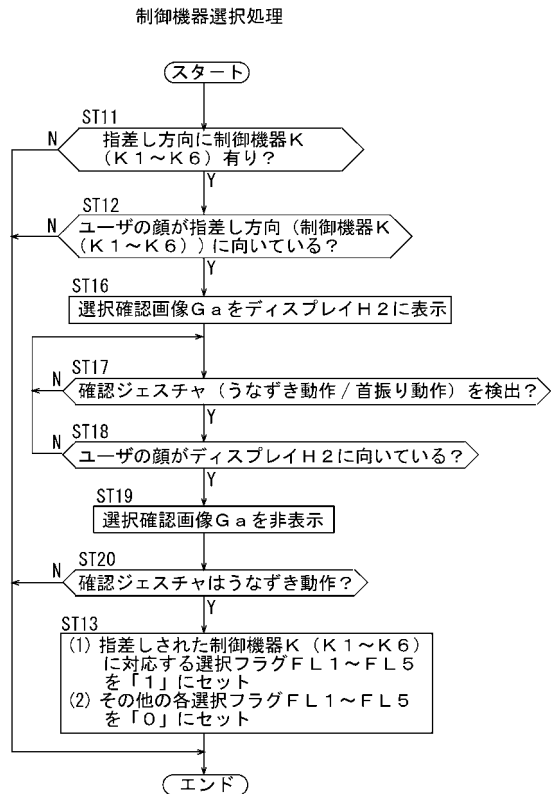 制御機器選択処理
スタート
ST11
N
指差し方向に制御機器K
(K1~K6)有り?
Y
ST12
N
ユーザの顔が指差し方向(制御機器K
(K1~K6))に向いている?
Y
ST16
選択確認画像GaをディスプレイH2に表示
ST17
N
確認ジェスチャ(うなずき動作/首振り動作)を検出?
Y
ST18
N
ユーザの顔がディスプレイH2に向いている?
Y
ST19
選択確認画像Gaを非表示
ST20
N
確認ジェスチャはうなずき動作?
Y
ST13
(1) 指差しされた制御機器K(K1~K6)
に対応する選択フラグFL1~FL5
を「1」にセット
(2) その他の各選択フラグFL1~FL5
を「0」にセット
エンド